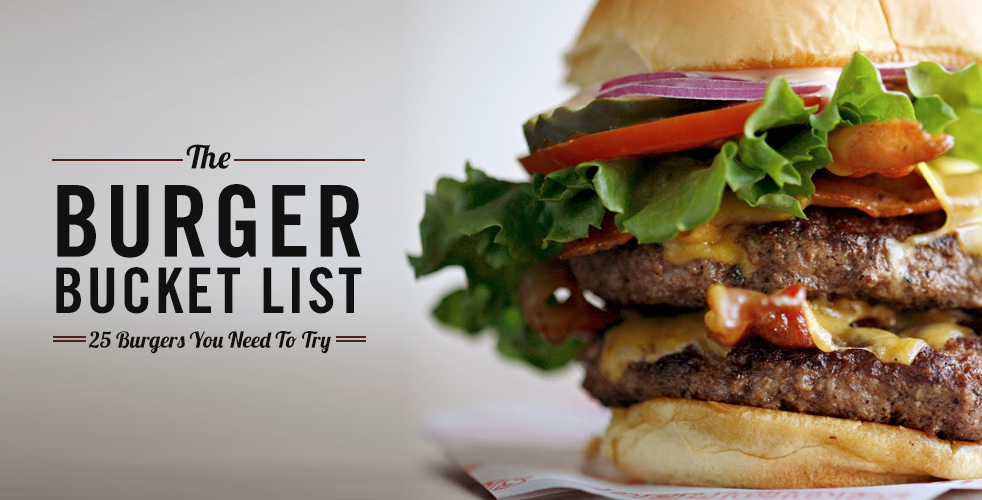 The
BURGER
BUCKET LIST
25 Burgers You Need To Try